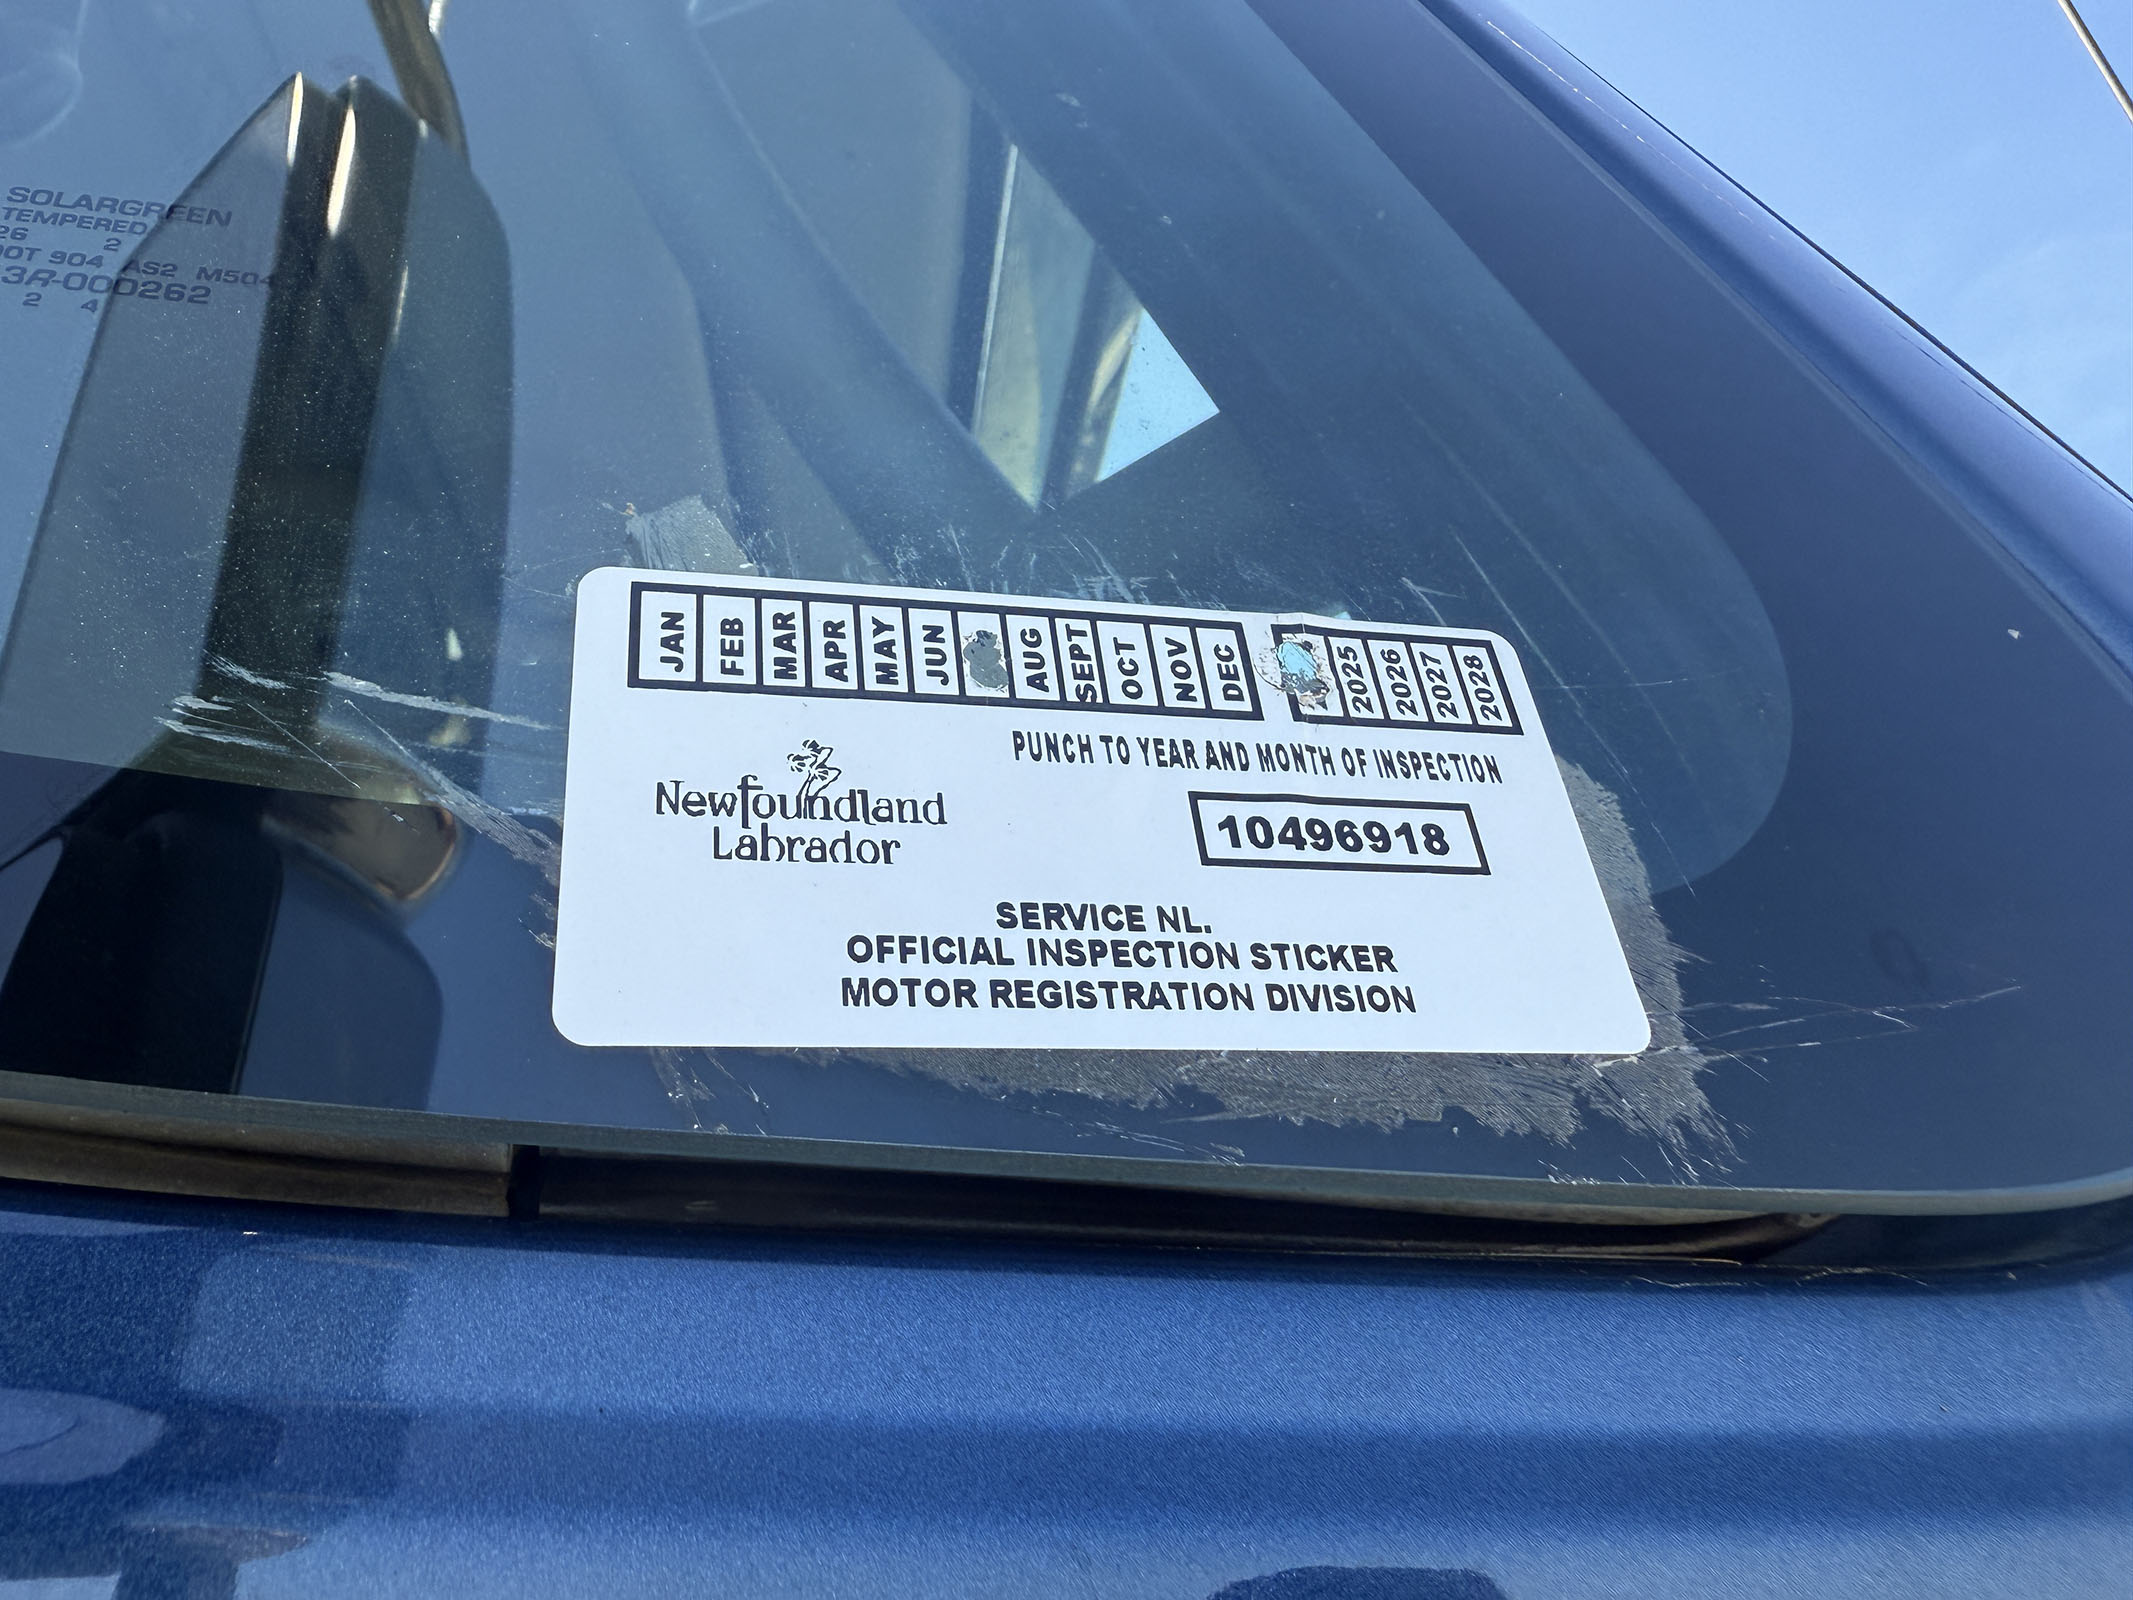 SOLARGREEN
TEMPERED
26 2
DOT 904 AS2 M504
3R-000262
2 4
JAN FEB MAR APR MAY JUN AUG SEPT OCT NOV DEC 2025 2026 2027 2028
PUNCH TO YEAR AND MONTH OF INSPECTION
Newfoundland
Labrador
10496918
SERVICE NL.
OFFICIAL INSPECTION STICKER
MOTOR REGISTRATION DIVISION